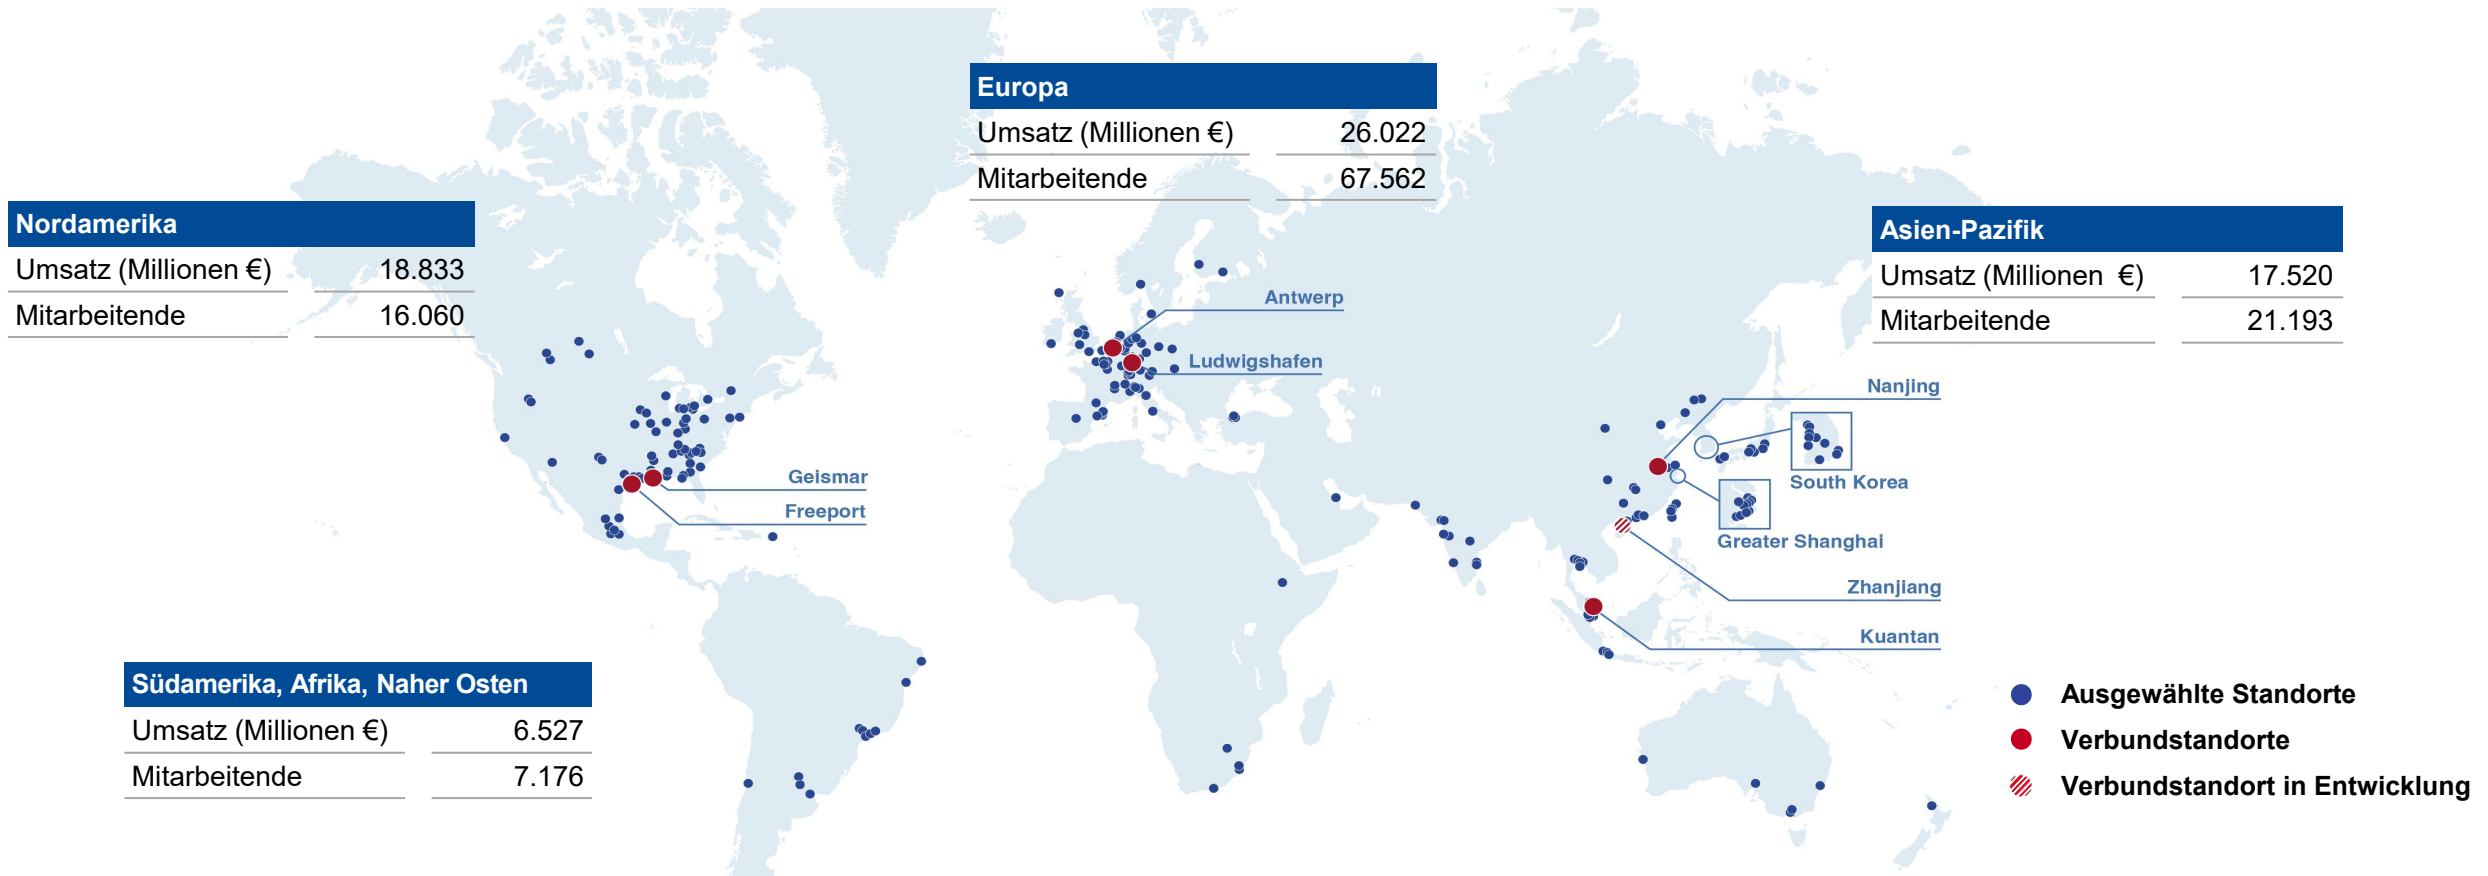 Europa
Umsatz (Millionen €) 26.022
Mitarbeitende 67.562
Nordamerika
Umsatz (Millionen €) 18.833
Mitarbeitende 16.060
Asien-Pazifik
Umsatz (Millionen €) 17.520
Mitarbeitende 21.193
Antwerp
Ludwigshafen
Nanjing
Geismar
Freeport
South Korea
Greater Shanghai
Zhanjiang
Kuantan
Südamerika, Afrika, Naher Osten
Umsatz (Millionen €) 6.527
Mitarbeitende 7.176
Ausgewählte Standorte
Verbundstandorte
Verbundstandort in Entwicklung